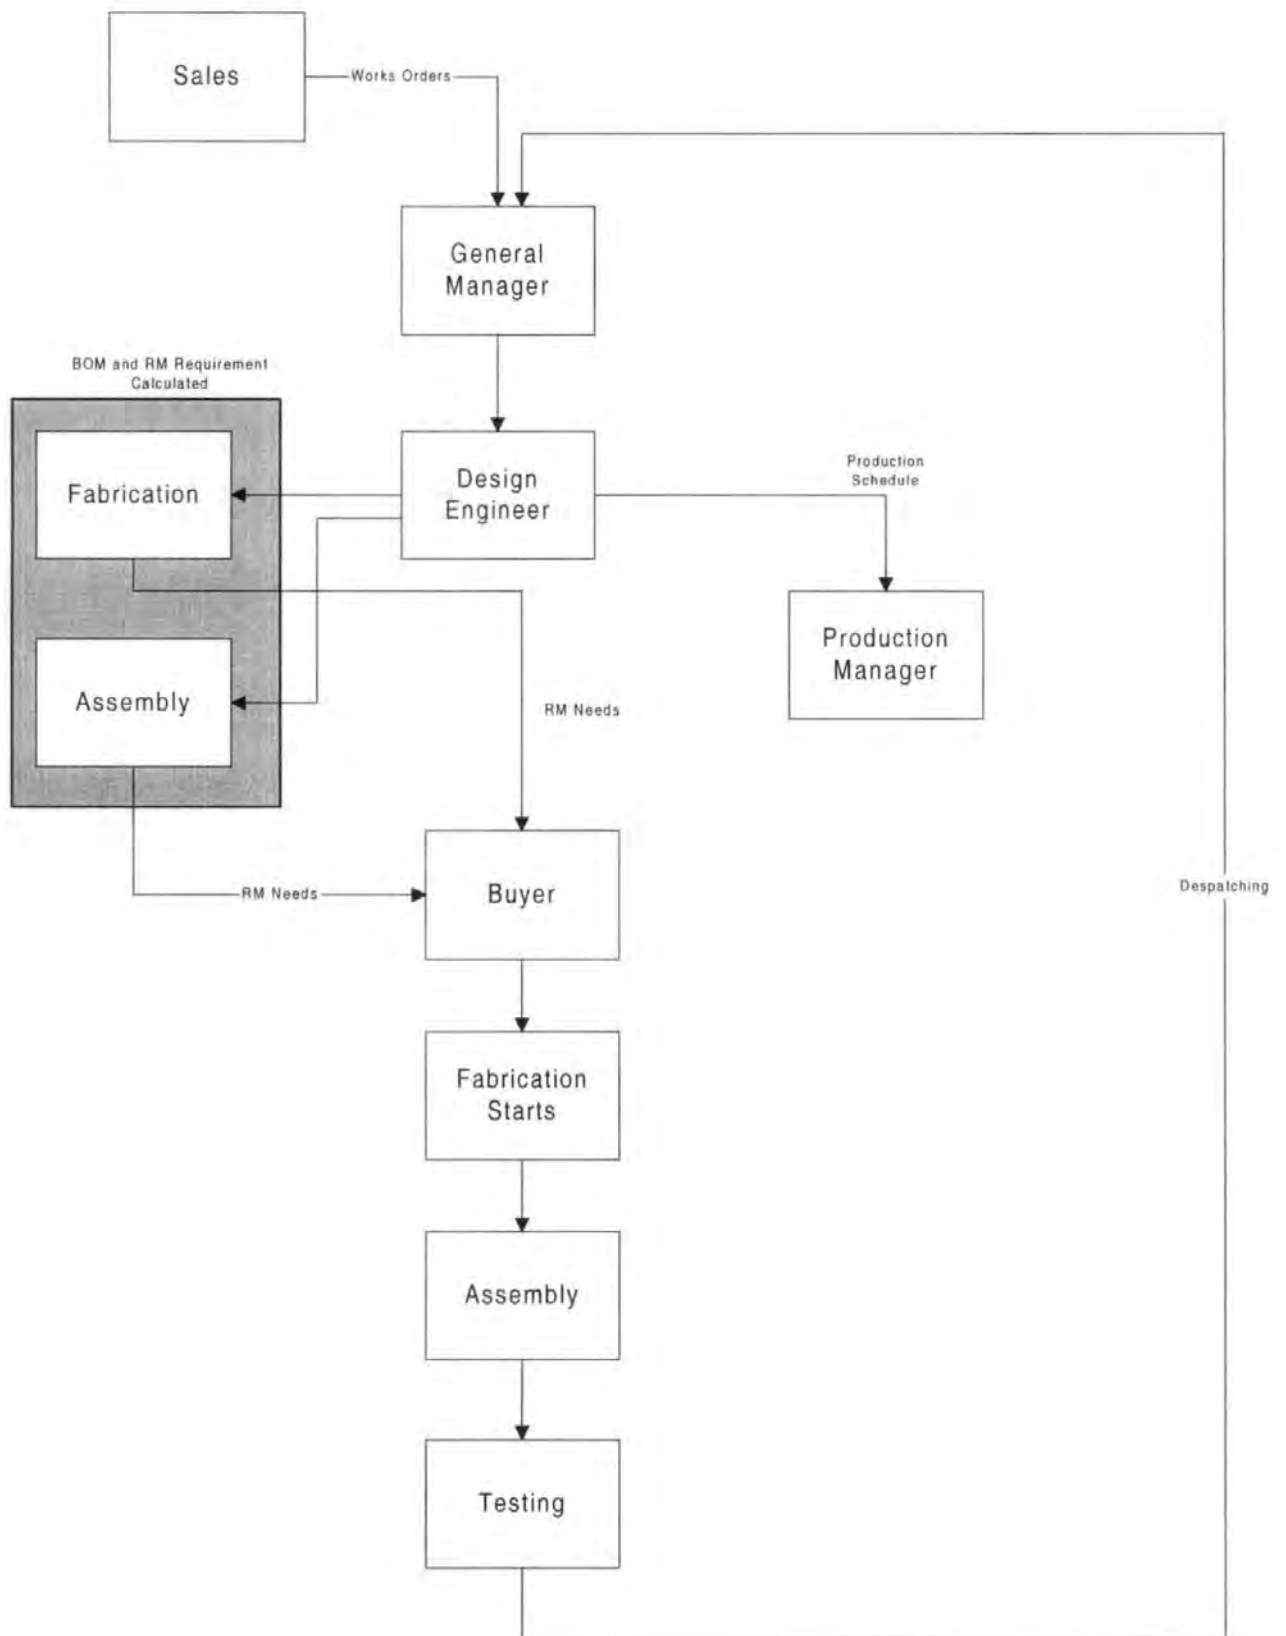 Sales
Works Orders
General
Manager
BOM and RM Requirement
Calculated
Fabrication
Design
Engineer
Production
Schedule
Production
Manager
Assembly
RM Needs
RM Needs
Buyer
Despatching
Fabrication
Starts
Assembly
Testing